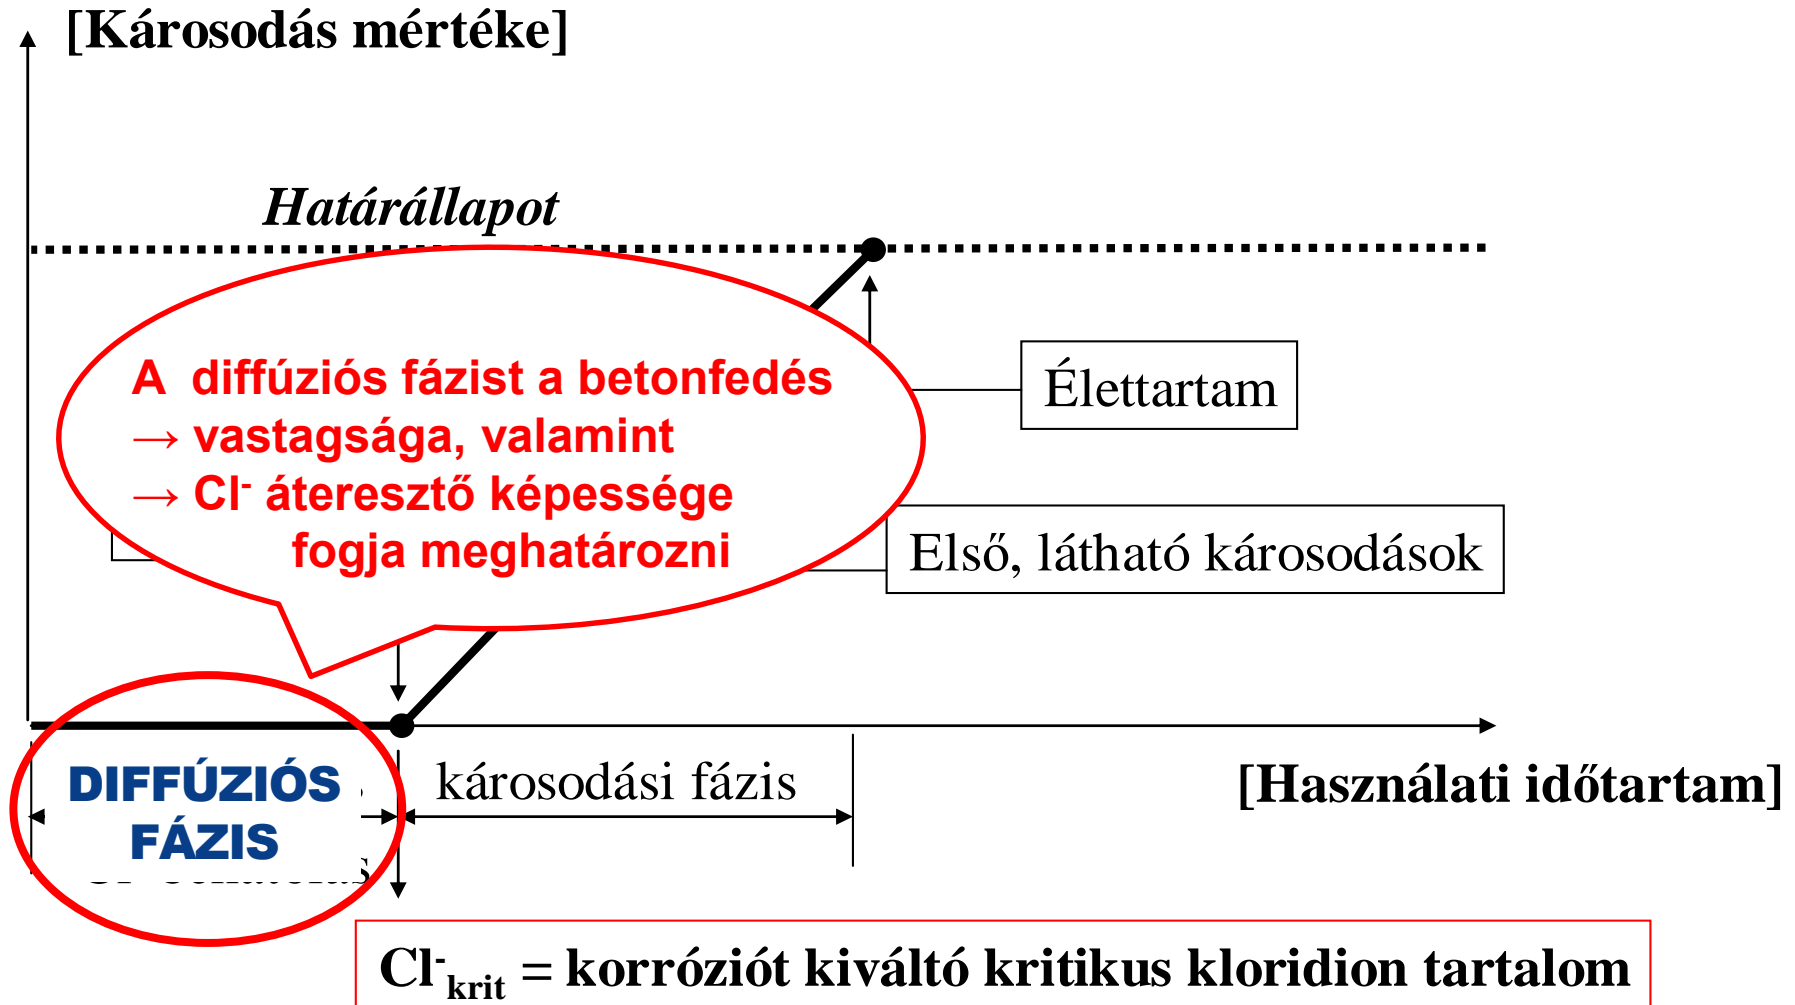 [Károsodás mértéke]
Határállapot
A diffúziós fázist a betonfedés
→ vastagsága, valamint
→ Cl- áteresztő képessége
fogja meghatározni
Élettartam
Első, látható károsodások
DIFFÚZIÓS
FÁZIS
károsodási fázis
[Használati időtartam]
Cl-krit = korróziót kiváltó kritikus kloridion tartalom